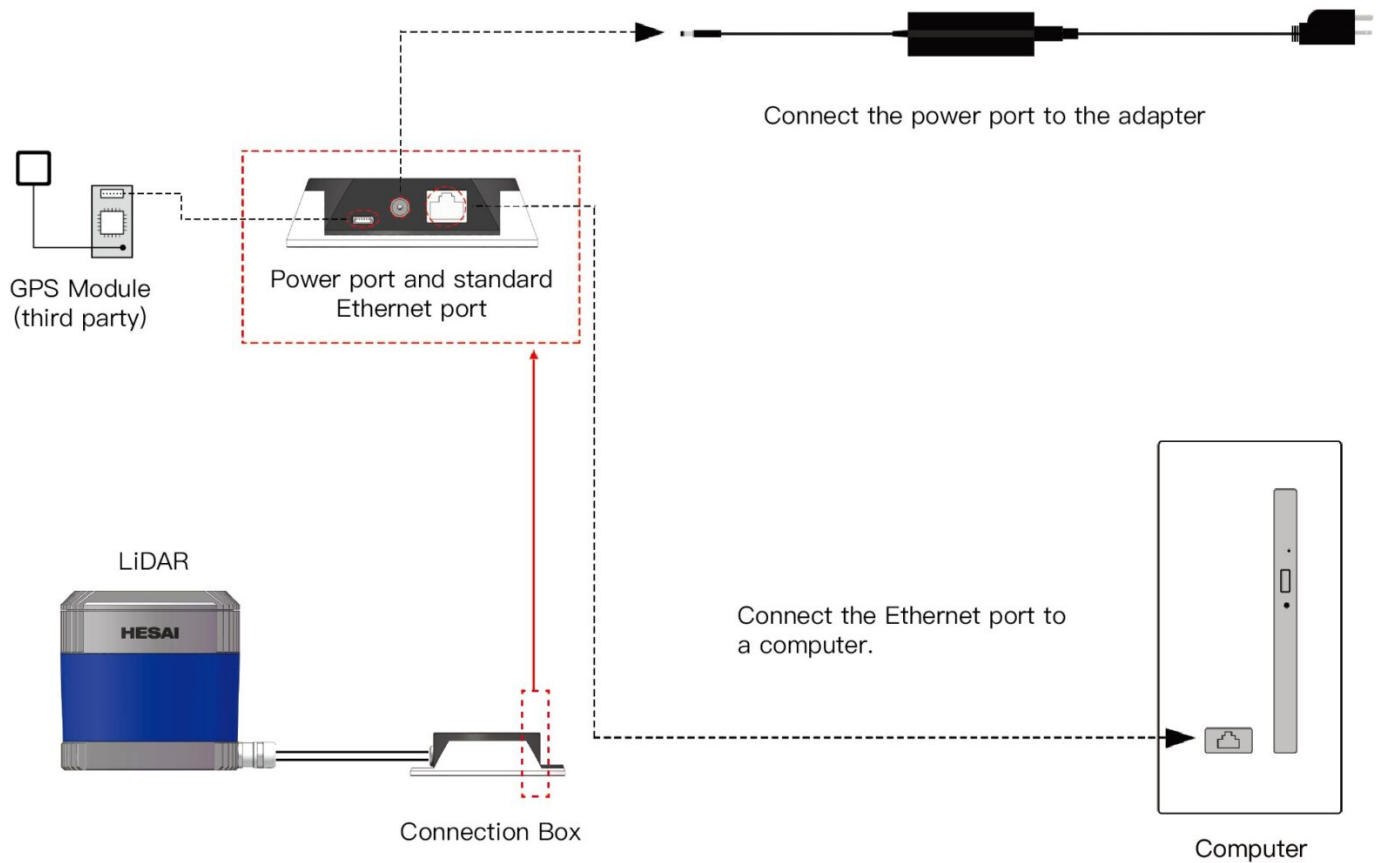 Connect the power port to the adapter
GPS Module
(third party)
Power port and standard
Ethernet port
LiDAR
HESAI
Connect the Ethernet port to
a computer.
Connection Box
Computer